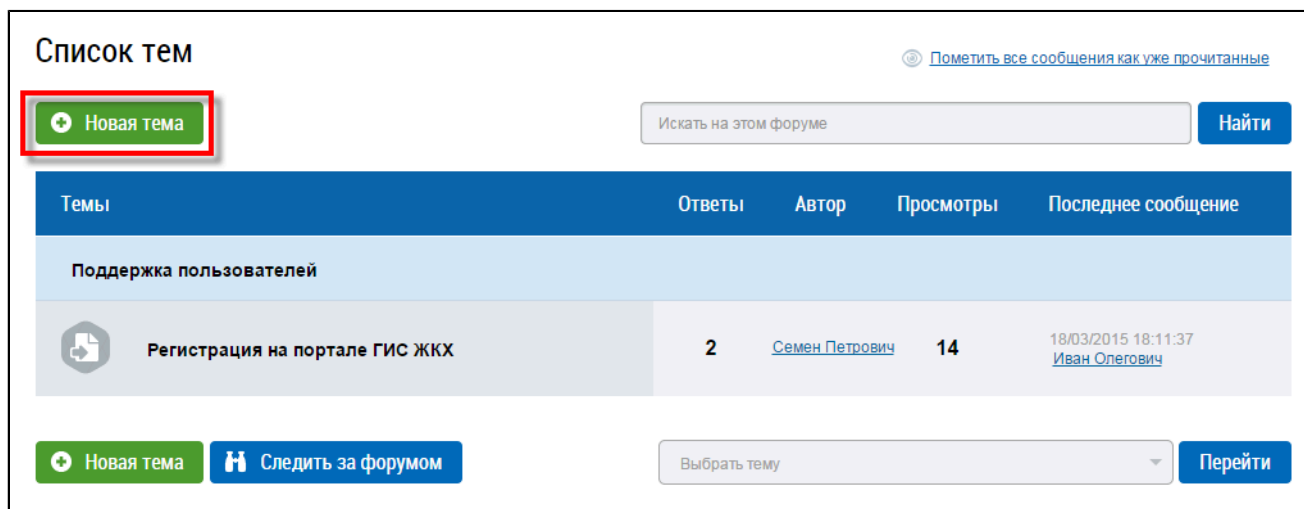 Список тем
Пометить все сообщения как уже прочитанные
Новая тема
Искать на этом форуме
Найти
Темы Ответы Автор Просмотры Последнее сообщение
Поддержка пользователей
Регистрация на портале ГИС ЖКХ 2 Семен Петрович 14 18/03/2015 18:11:37
Иван Олегович
Новая тема Следить за форумом Выбрать тему Перейти